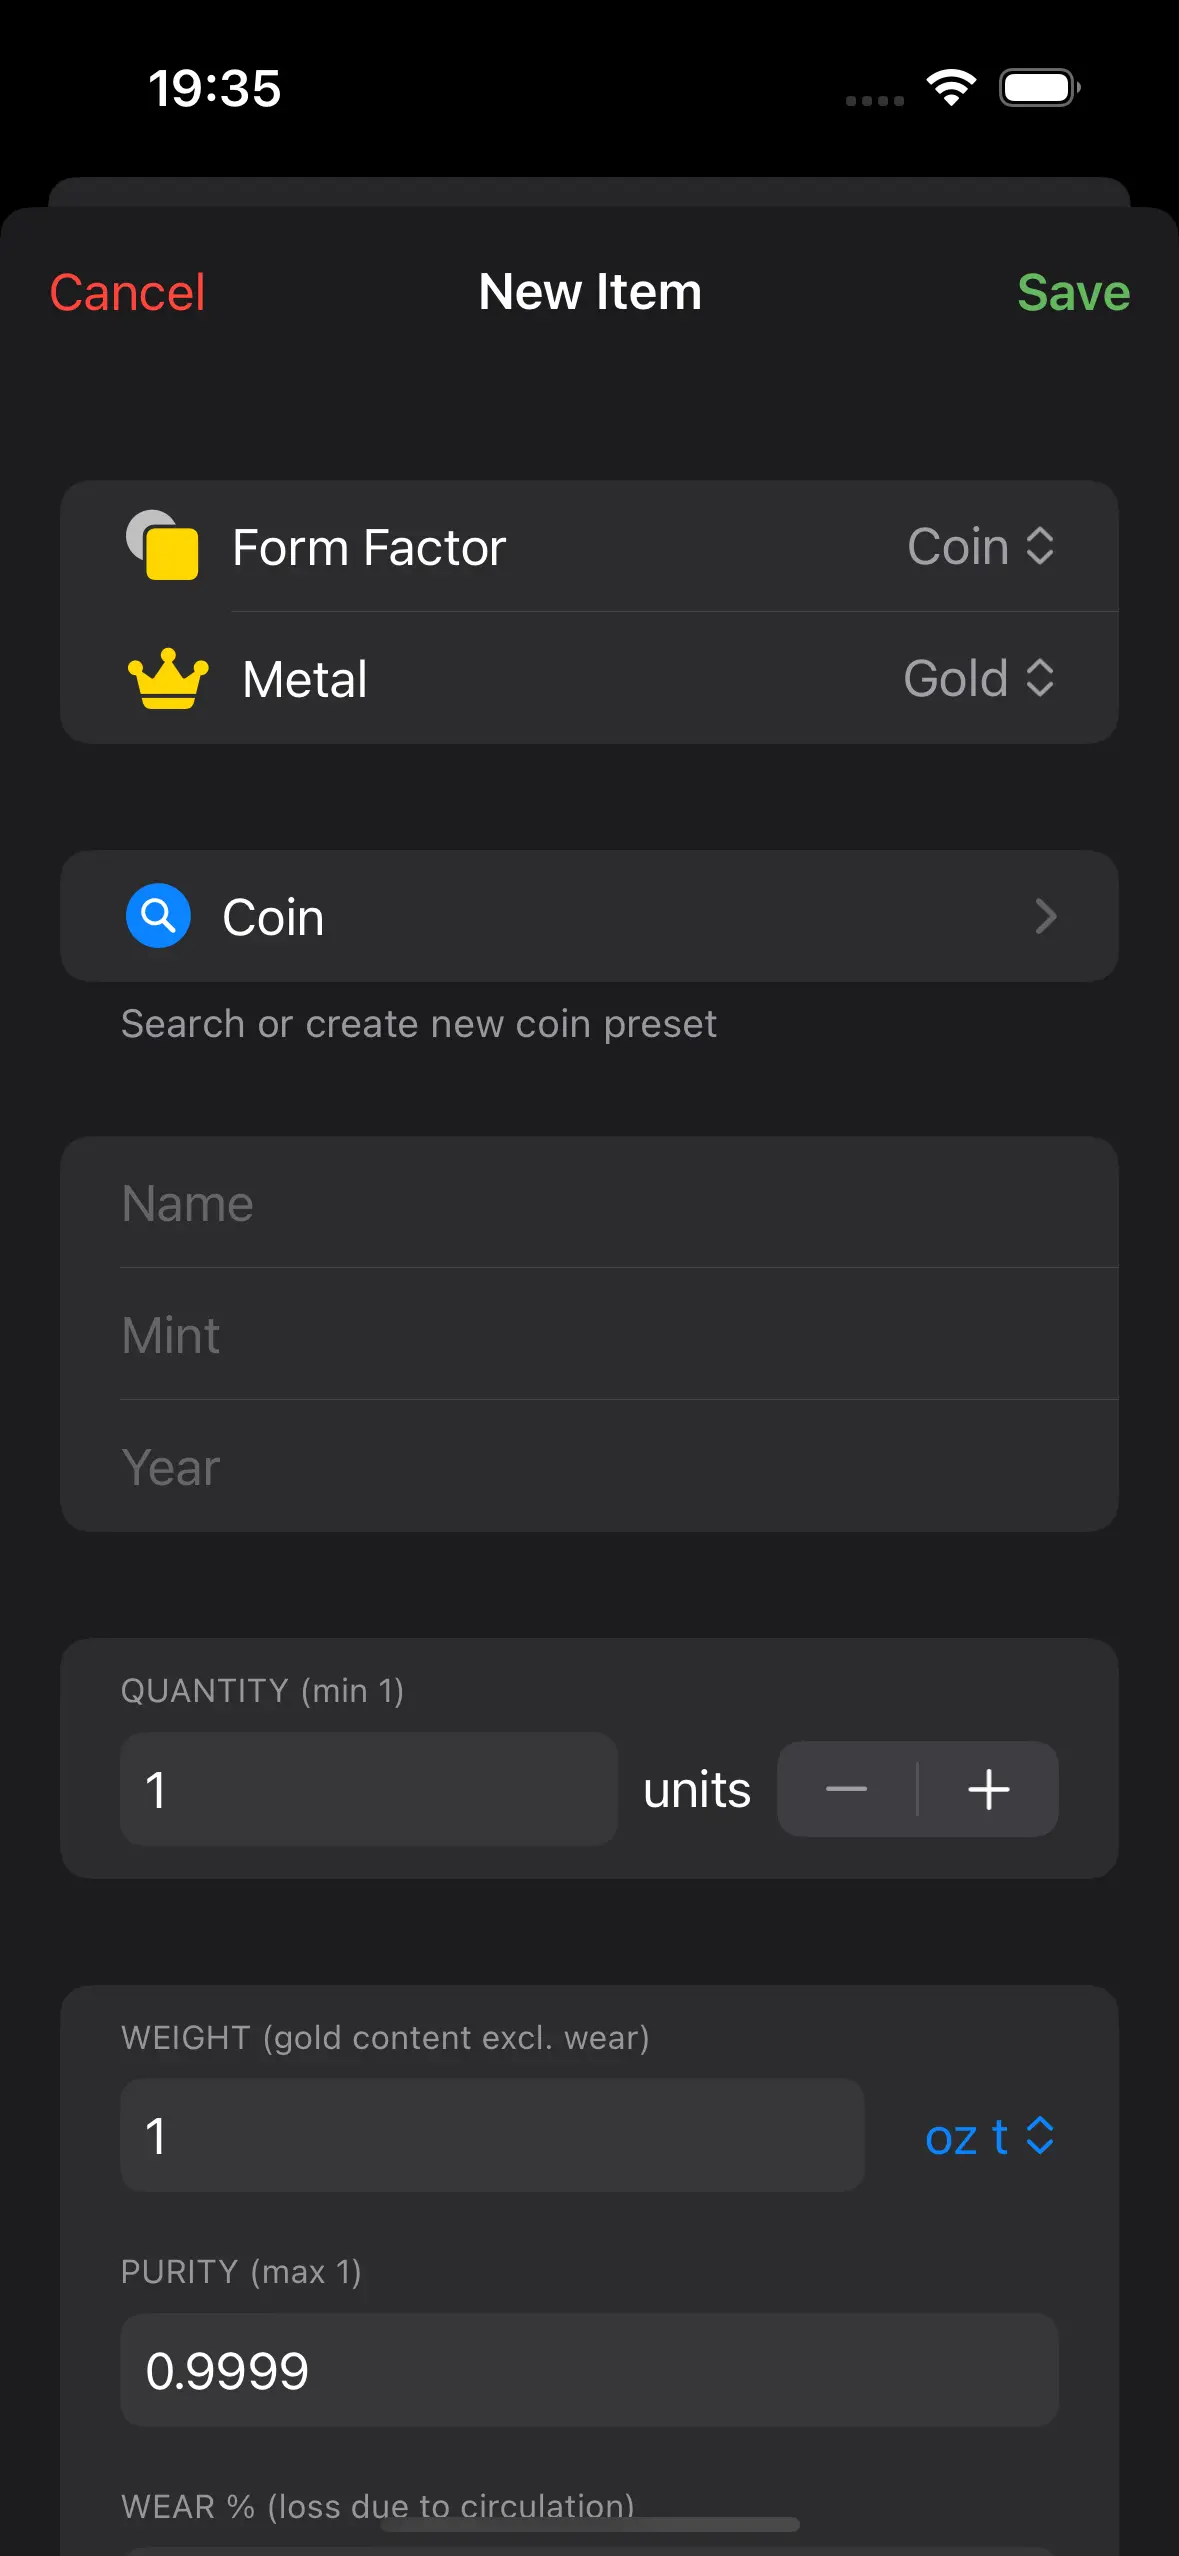 19:35
Cancel New Item Save
Form Factor Coin
Metal Gold
Coin
Search or create new coin preset
Name
Mint
Year
QUANTITY (min 1)
1 units
WEIGHT (gold content excl. wear)
1 oz t
PURITY (max 1)
0.9999
WEAR % (loss due to circulation)